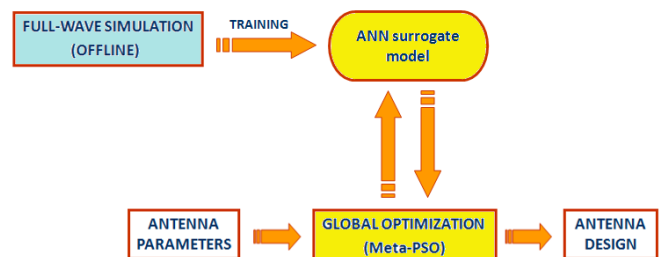 FULL-WAVE SIMULATION
(OFFLINE)
TRAINING
ANN surrogate
model
ANTENNA
PARAMETERS
GLOBAL OPTIMIZATION
(Meta-PSO)
ANTENNA
DESIGN